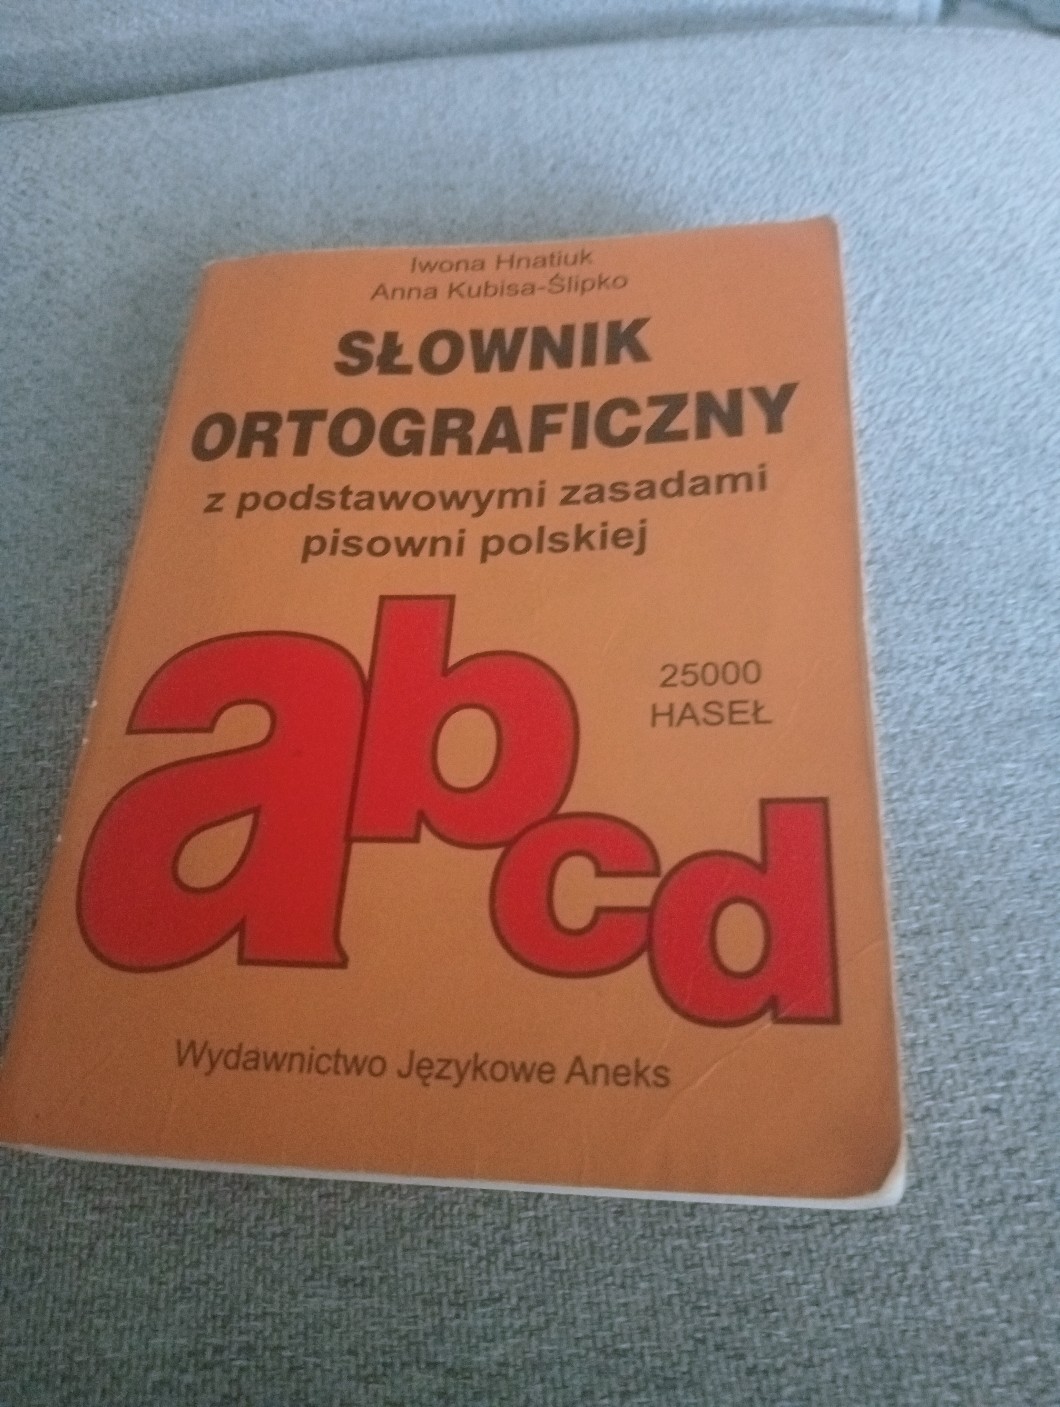 Iwona Hnatiuk
Anna Kubisa-Ślipko
SŁOWNIK
ORTOGRAFICZNY
z podstawowymi zasadami
pisowni polskiej
abcd
25000
HASEŁ
Wydawnictwo Językowe Aneks